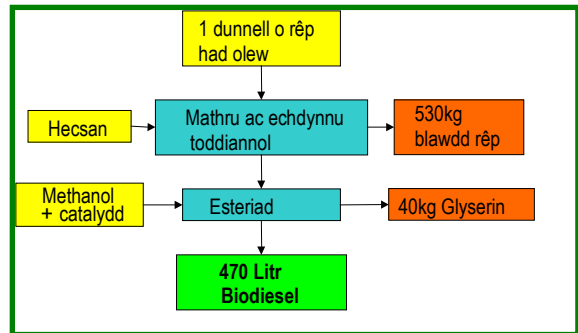 1 dunnell o rêp
had olew
Hecsan
Mathru ac echdynnu
toddiannol
530kg
blawdd rêp
Methanol
+ catalydd
Esteriad
40kg Glyserin
470 Litr
Biodiesel